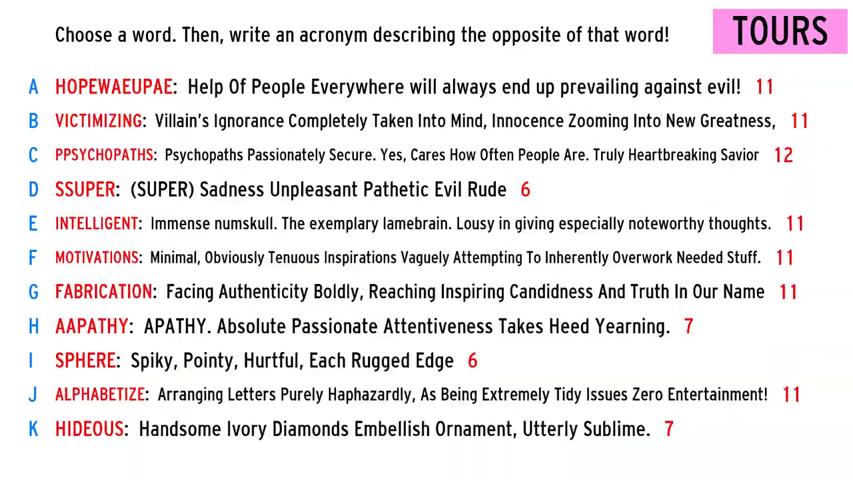 Choose a word. Then, write an acronym describing the opposite of that word!
TOURS
A HOPEWAEUPAE: Help Of People Everywhere will always end up prevailing against evil! 11
B VICTIMIZING: Villain's Ignorance Completely Taken Into Mind, Innocence Zooming Into New Greatness, 11
C PPSYCHOPATHS: Psychopaths Passionately Secure. Yes, Cares How Often People Are. Truly Heartbreaking Savior 12
D SSUPER: (SUPER) Sadness Unpleasant Pathetic Evil Rude 6
E INTELLIGENT: Immense numskull. The exemplary lamebrain. Lousy in giving especially noteworthy thoughts. 11
F MOTIVATIONS: Minimal, Obviously Tenuous Inspirations Vaguely Attempting To Inherently Overwork Needed Stuff. 11
G FABRICATION: Facing Authenticity Boldly, Reaching Inspiring Candidness And Truth In Our Name 11
H AAPATHY: APATHY. Absolute Passionate Attentiveness Takes Heed Yearning. 7
I SPHERE: Spiky, Pointy, Hurtful, Each Rugged Edge 6
J ALPHABETIZE: Arranging Letters Purely Haphazardly, As Being Extremely Tidy Issues Zero Entertainment! 11
K HIDEOUS: Handsome Ivory Diamonds Embellish Ornament, Utterly Sublime. 7